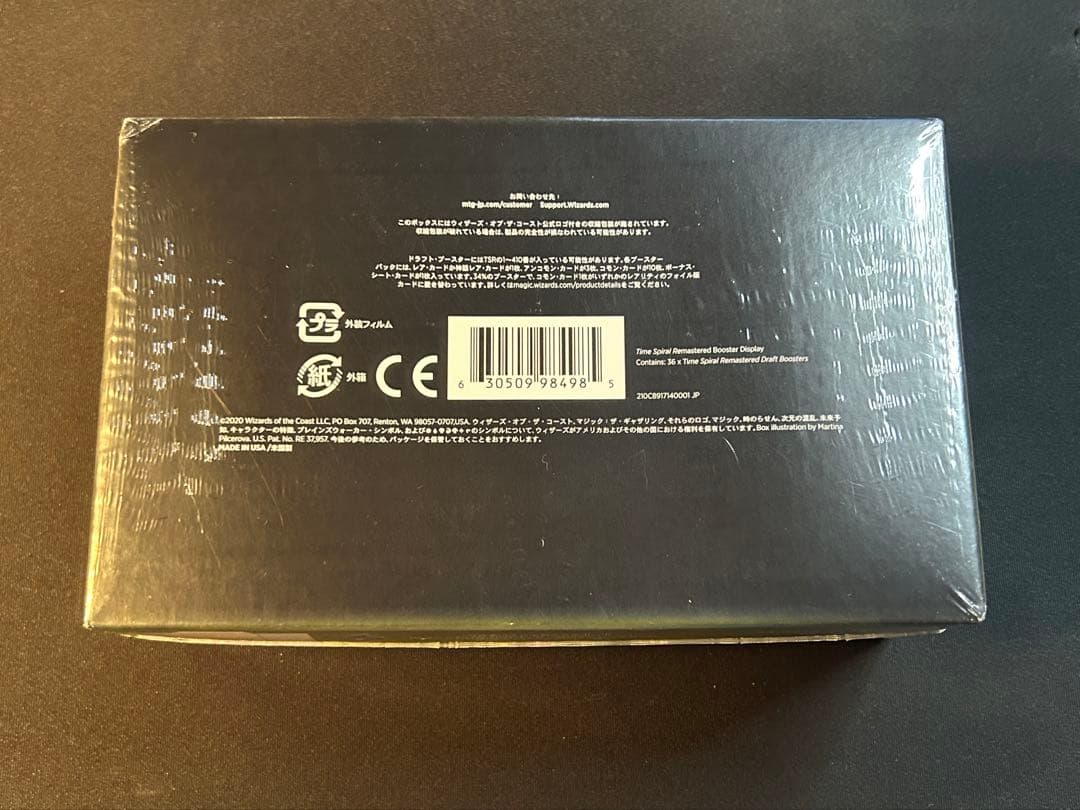 お問い合わせ先！
mtg-jp.com/customer Support.Wizards.com
このボックスにはウィザーズ・オブ・ザ・コースト公式ロゴ付きの収縮包装が施されています。
収縮包装が破れている場合は、製品の完全性が損なわれている可能性があります。
ドラフト・ブースターにはTSRの1〜410番が入っている可能性があります。各ブースター
パックには、レア・カードか神話レア・カードが1枚、アンコモン・カードが3枚、コモン・カードが10枚、ボーナス・
シート・カードが1枚入っています。34%のブースターで、コモン・カード1枚がいずれかのレアリティのフォイル版
カードに置き替わっています。詳しくはmagic.wizards.com/productdetailsをご覧ください。
プラ 外装フィルム
紙 外箱
CE
6 30509 98498 5
Time Spiral Remastered Booster Display
Contains: 36 x Time Spiral Remastered Draft Boosters
210C8917140001 JP
©2020 Wizards of the Coast LLC, PO Box 707, Renton, WA 98057-0707,USA. ウィザーズ・オブ・ザ・コースト、マジック：ザ・ギャザリング、それらのロゴ、マジック、時のらせん、次元の混乱、未来予
知、キャラクターの特徴、プレインズウォーカー・シンボル、および のシンボルについて、ウィザーズがアメリカおよびその他の国における権利を保有しています。Box illustration by Martina
Pilcerova. U.S. Pat. No. RE 37,957. 今後の参考のため、パッケージを保管しておくことをおすすめします。
MADE IN USA /米国製